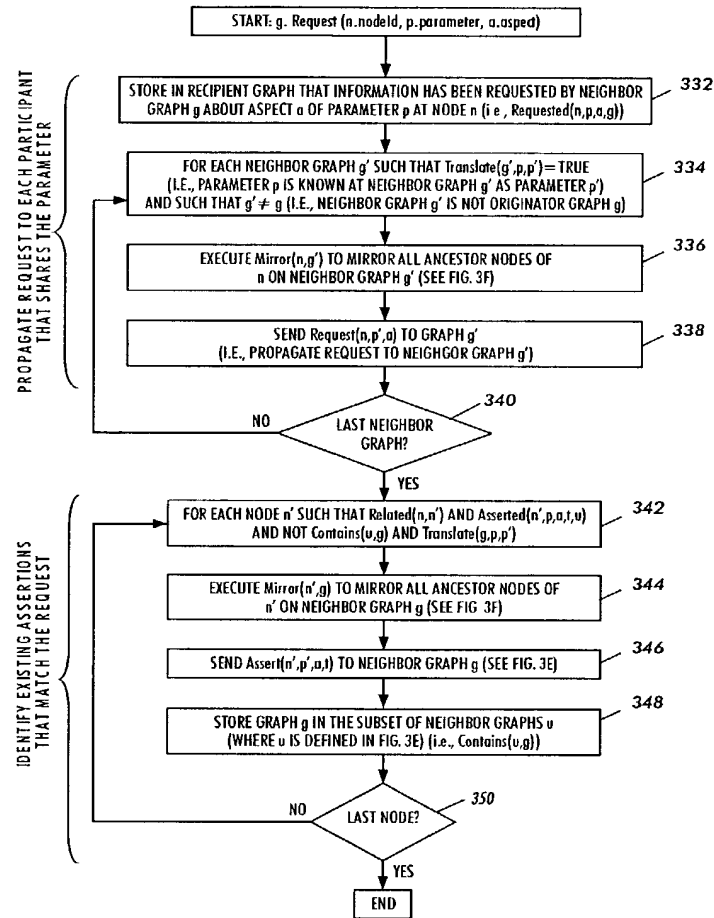 START: g. Request (n.nodeId, p.parameter, a.aspect)
STORE IN RECIPIENT GRAPH THAT INFORMATION HAS BEEN REQUESTED BY NEIGHBOR
GRAPH g ABOUT ASPECT a OF PARAMETER p AT NODE n (i e, Requested(n,p,a,g))
332
PROPAGATE REQUEST TO EACH PARTICIPANT
THAT SHARES THE PARAMETER
FOR EACH NEIGHBOR GRAPH g' SUCH THAT Translate(g',p,p')=TRUE
(I.E., PARAMETER p IS KNOWN AT NEIGHBOR GRAPH g' AS PARAMETER p')
AND SUCH THAT g' ≠ g (I.E., NEIGHBOR GRAPH g' IS NOT ORIGINATOR GRAPH g)
334
EXECUTE Mirror(n,g') TO MIRROR ALL ANCESTOR NODES OF
n ON NEIGHBOR GRAPH g' (SEE FIG. 3F)
336
SEND Request(n,p',a) TO GRAPH g'
(I.E., PROPAGATE REQUEST TO NEIGHGOR GRAPH g')
338
340
NO
LAST NEIGHBOR
GRAPH?
YES
FOR EACH NODE n' SUCH THAT Related(n,n') AND Asserted(n',p,a,t,u)
AND NOT Contains(u,g) AND Translate(g,p,p')
342
IDENTIFY EXISTING ASSERTIONS
THAT MATCH THE REQUEST
EXECUTE Mirror(n',g) TO MIRROR ALL ANCESTOR NODES OF
n' ON NEIGHBOR GRAPH g (SEE FIG 3F)
344
SEND Assert(n',p',a,t) TO NEIGHBOR GRAPH g (SEE FIG. 3E)
346
STORE GRAPH g IN THE SUBSET OF NEIGHBOR GRAPHS u
(WHERE u IS DEFINED IN FIG. 3E) (i.e., Contains(u,g))
348
350
NO
LAST NODE?
YES
END